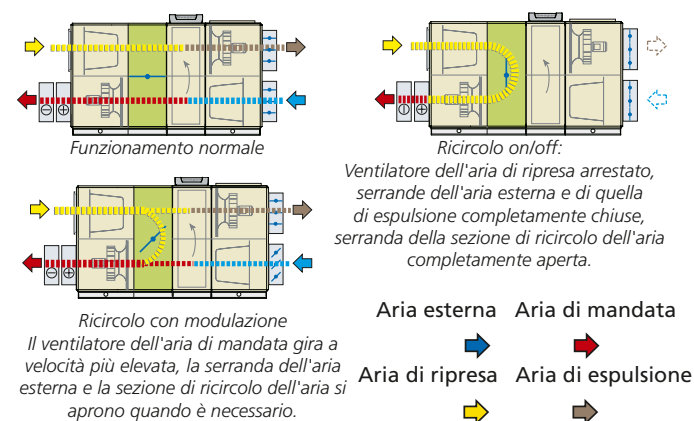 Funzionamento normale
Ricircolo on/off:
Ventilatore dell'aria di ripresa arrestato,
serrande dell'aria esterna e di quella
di espulsione completamente chiuse,
serranda della sezione di ricircolo dell'aria
completamente aperta.
Ricircolo con modulazione
Il ventilatore dell'aria di mandata gira a
velocità più elevata, la serranda dell'aria
esterna e la sezione di ricircolo dell'aria si
aprono quando è necessario.
Aria esterna Aria di mandata
Aria di ripresa Aria di espulsione